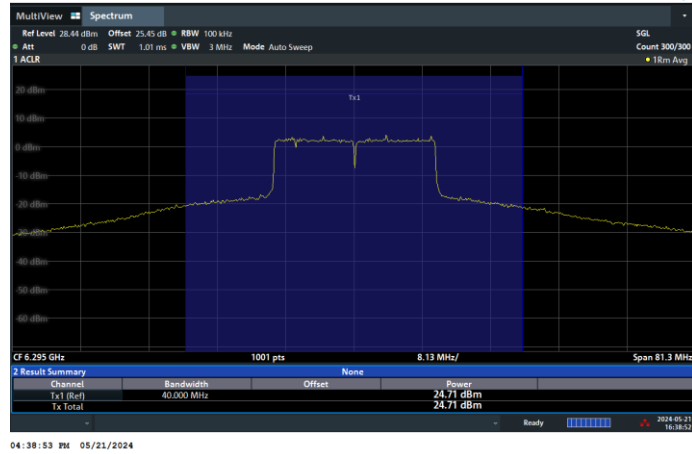 MultiView Spectrum
Ref Level 28.44 dBm Offset 25.45 dB RBW 100 kHz SGL
Att 0 dB SWT 1.01 ms VBW 3 MHz Mode Auto Sweep Count 300/300
1 ACLR 1Rm Avg
Tx1
20 dBm
10 dBm
0 dBm
-10 dBm
-20 dBm
-30 dBm
-40 dBm
-50 dBm
-60 dBm
CF 6.295 GHz 1001 pts 8.13 MHz/ Span 81.3 MHz
2 Result Summary None
Channel Bandwidth Offset Power
Tx1 (Ref) 40.000 MHz 24.71 dBm
Tx Total 24.71 dBm
Ready 2024-05-21
16:38:52
04:38:53 PM 05/21/2024